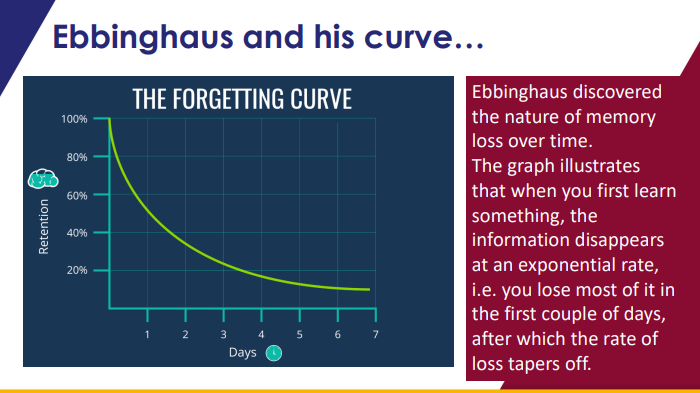 Ebbinghaus and his curve…
THE FORGETTING CURVE
100%
80%
60%
40%
20%
Retention
1 2 3 4 5 6 7
Days
Ebbinghaus discovered
the nature of memory
loss over time.
The graph illustrates
that when you first learn
something, the
information disappears
at an exponential rate,
i.e. you lose most of it in
the first couple of days,
after which the rate of
loss tapers off.